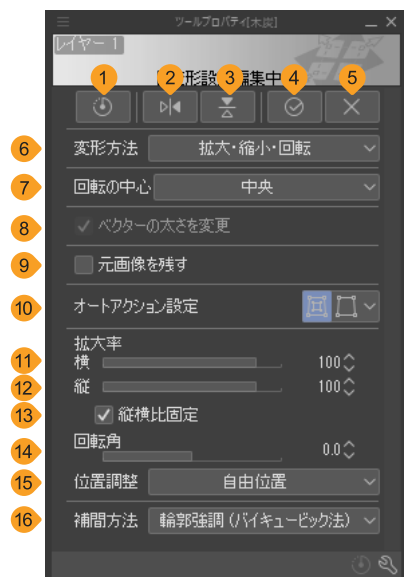 ツールプロパティ[木炭]
レイヤー 1
形設 編集中
1 2 3 4 5
6 変形方法 拡大・縮小・回転
7 回転の中心 中央
8 ベクターの太さを変更
9 元画像を残す
10 オートアクション設定
拡大率
11 横 100
12 縦 100
13 縦横比固定
14 回転角 0.0
15 位置調整 自由位置
16 補間方法 輪郭強調(バイキュービック法)